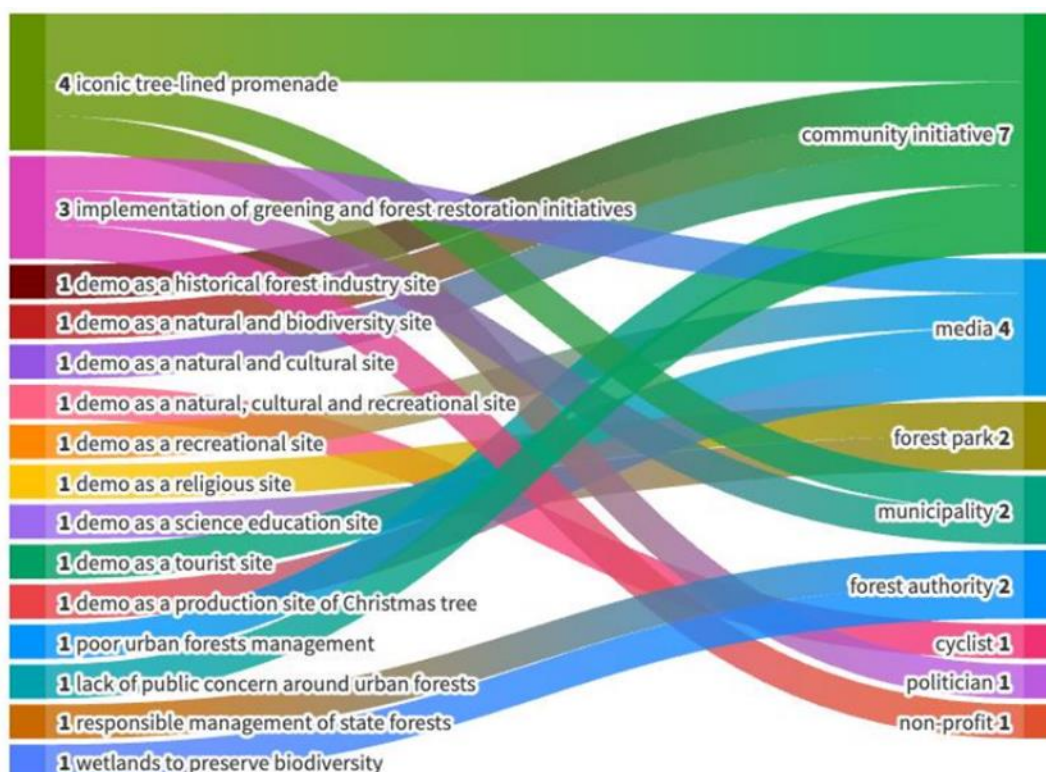 4 iconic tree-lined promenade
3 implementation of greening and forest restoration initiatives
1 demo as a historical forest industry site
1 demo as a natural and biodiversity site
1 demo as a natural and cultural site
1 demo as a natural, cultural and recreational site
1 demo as a recreational site
1 demo as a religious site
1 demo as a science education site
1 demo as a tourist site
1 demo as a production site of Christmas tree
1 poor urban forests management
1 lack of public concern around urban forests
1 responsible management of state forests
1 wetlands to preserve biodiversity
community initiative 7
media 4
forest park 2
municipality 2
forest authority 2
cyclist 1
politician 1
non-profit 1